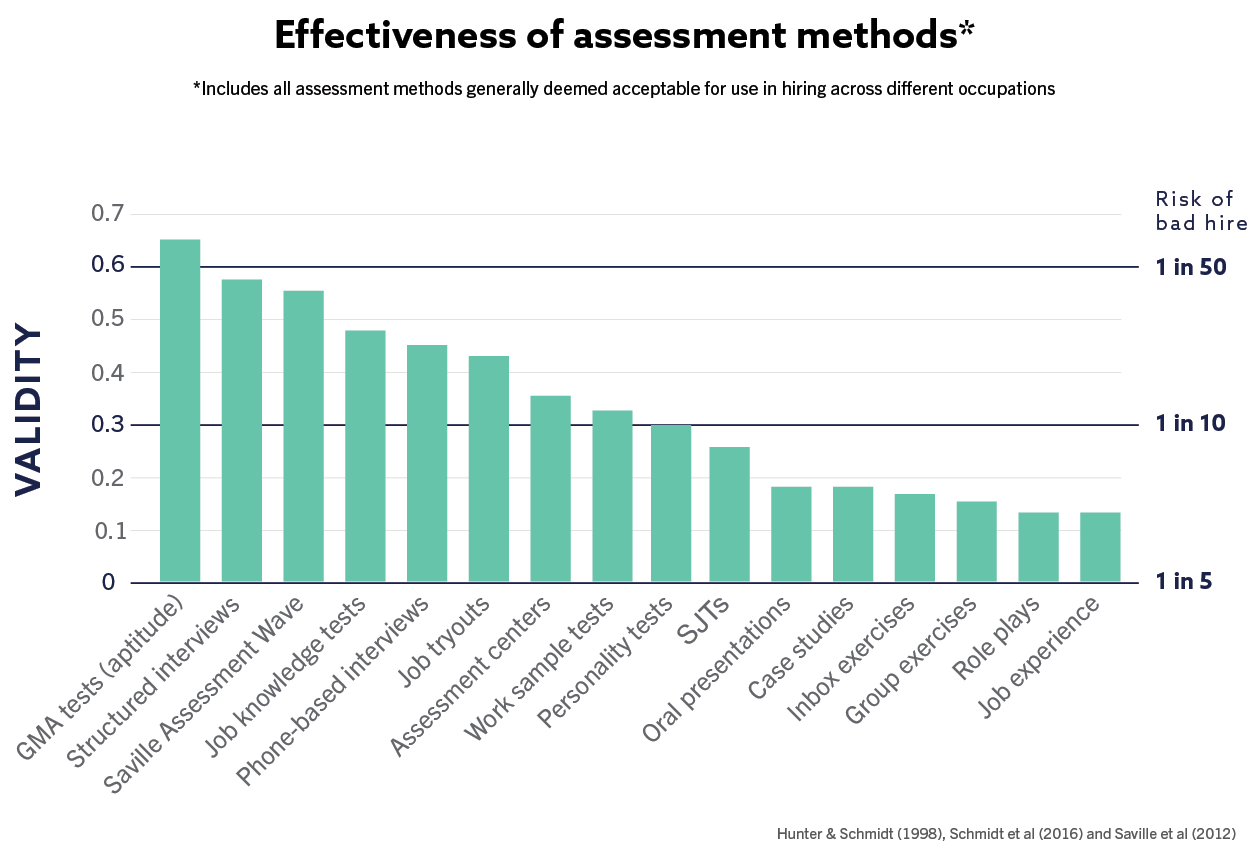 Effectiveness of assessment methods*
*Includes all assessment methods generally deemed acceptable for use in hiring across different occupations
Risk of
bad hire
VALIDITY
0.7
0.6
1 in 50
0.5
0.4
0.3
1 in 10
0.2
0.1
0
1 in 5
GMA tests (aptitude)
Structured interviews
Saville Assessment Wave
Job knowledge tests
Phone-based interviews
Job tryouts
Assessment centers
Work sample tests
Personality tests
SJTs
Oral presentations
Case studies
Inbox exercises
Group exercises
Role plays
Job experience
Hunter & Schmidt (1998), Schmidt et al (2016) and Saville et al (2012)